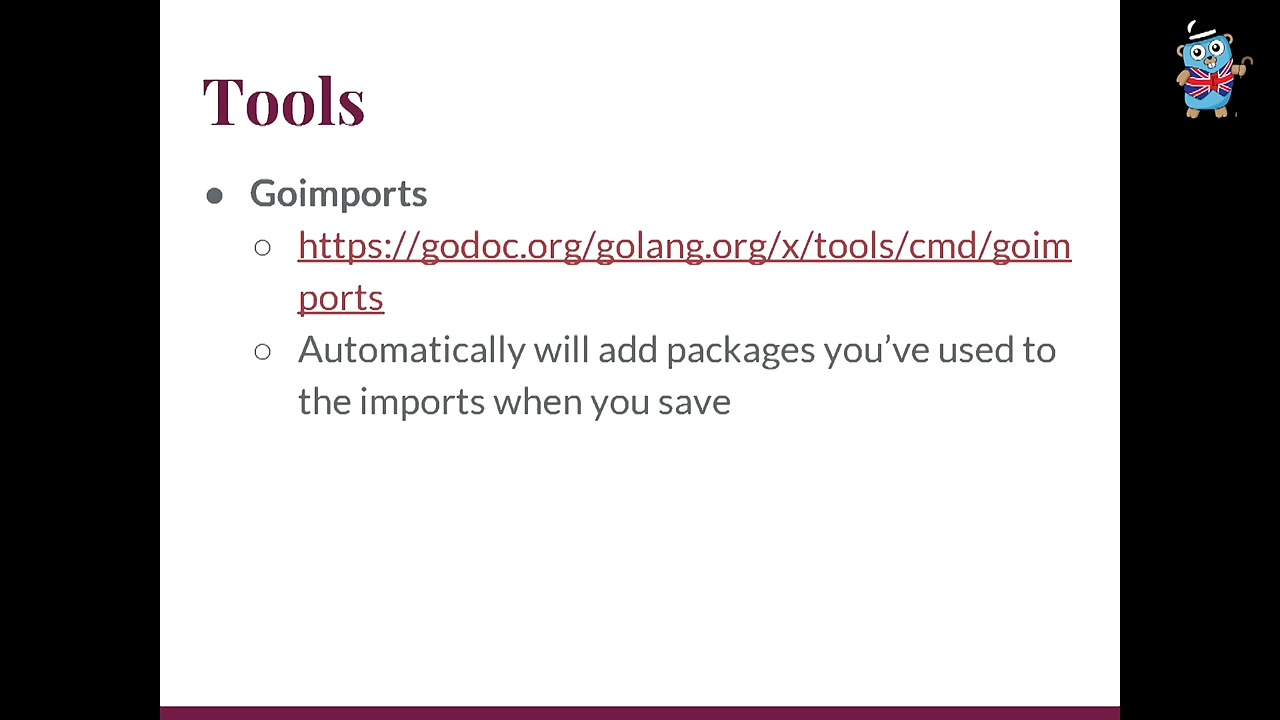 Tools
● Goimports
○ https://godoc.org/golang.org/x/tools/cmd/goim
ports
○ Automatically will add packages you’ve used to
the imports when you save